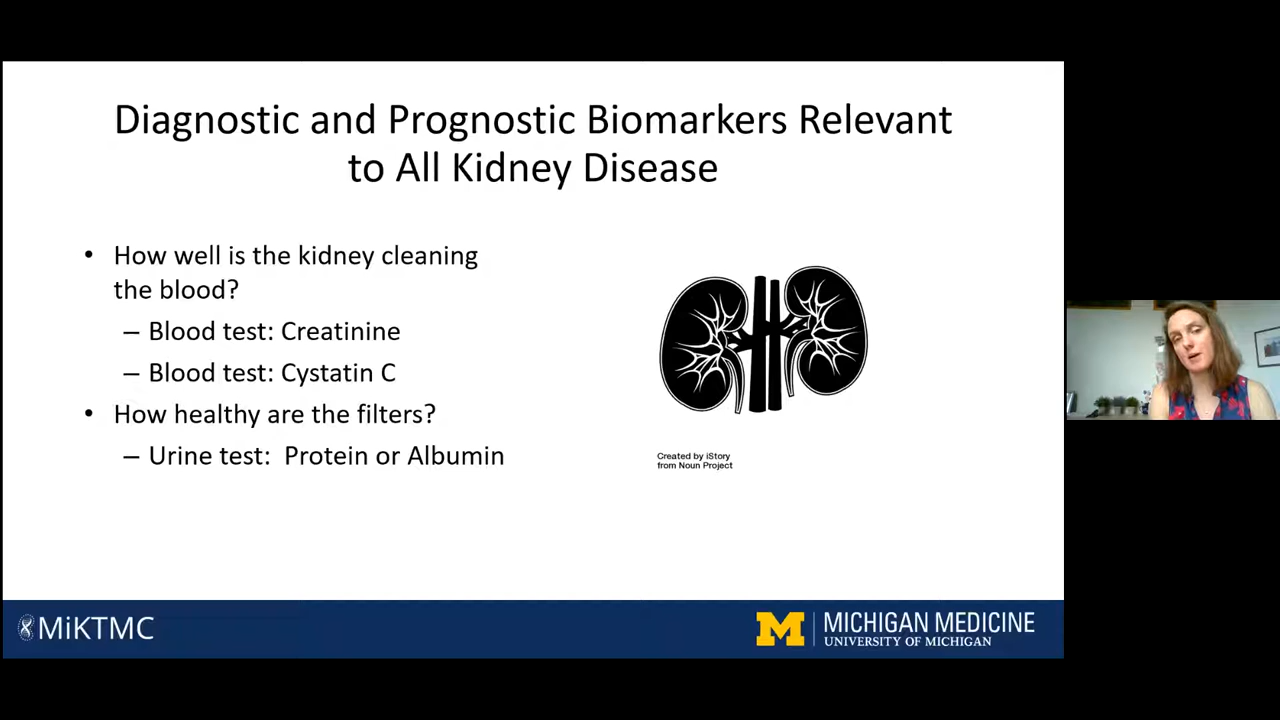 Diagnostic and Prognostic Biomarkers Relevant
to All Kidney Disease
• How well is the kidney cleaning
the blood?
– Blood test: Creatinine
– Blood test: Cystatin C
• How healthy are the filters?
– Urine test: Protein or Albumin
Created by iStory
from Noun Project
MiKTMC
M
MICHIGAN MEDICINE
UNIVERSITY OF MICHIGAN